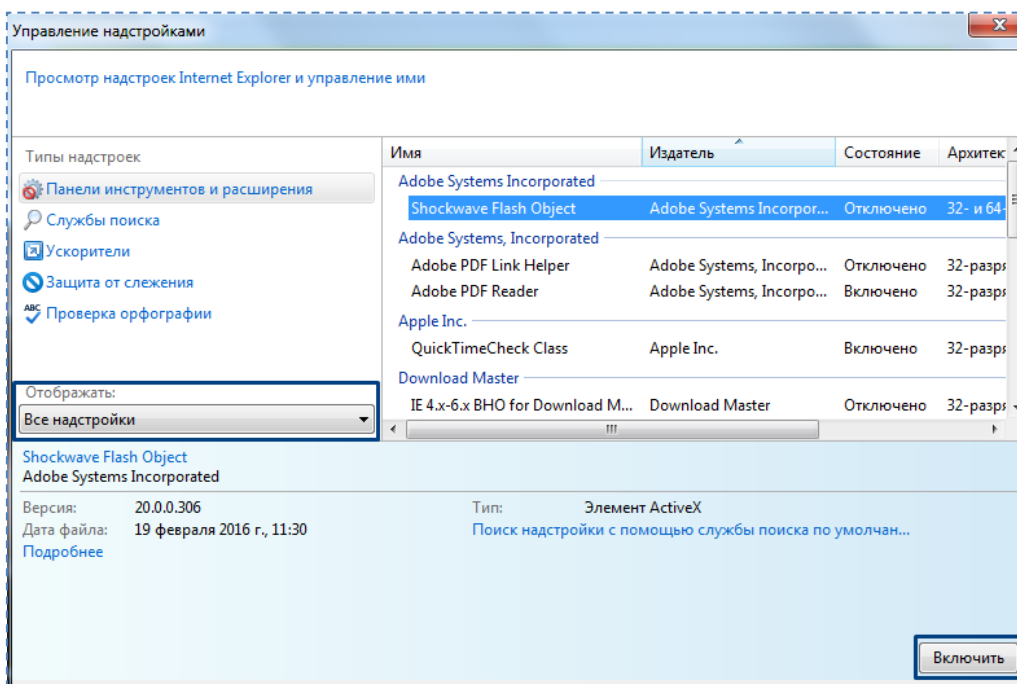 Управление надстройками
Просмотр надстроек Internet Explorer и управление ими
Типы надстроек
Панели инструментов и расширения
Службы поиска
Ускорители
Защита от слежения
ABC Проверка орфографии
Отображать:
Все надстройки
Имя Издатель Состояние Архитек
Adobe Systems Incorporated
Shockwave Flash Object Adobe Systems Incorpor... Отключено 32- и 64-
Adobe Systems, Incorporated
Adobe PDF Link Helper Adobe Systems, Incorpo... Отключено 32-разря
Adobe PDF Reader Adobe Systems, Incorpo... Включено 32-разря
Apple Inc.
QuickTimeCheck Class Apple Inc. Включено 32-разря
Download Master
IE 4.x-6.x BHO for Download M... Download Master Отключено 32-разря
Shockwave Flash Object
Adobe Systems Incorporated
Версия: 20.0.0.306
Дата файла: 19 февраля 2016 г., 11:30
Подробнее
Тип: Элемент ActiveX
Поиск надстройки с помощью службы поиска по умолчан...
Включить